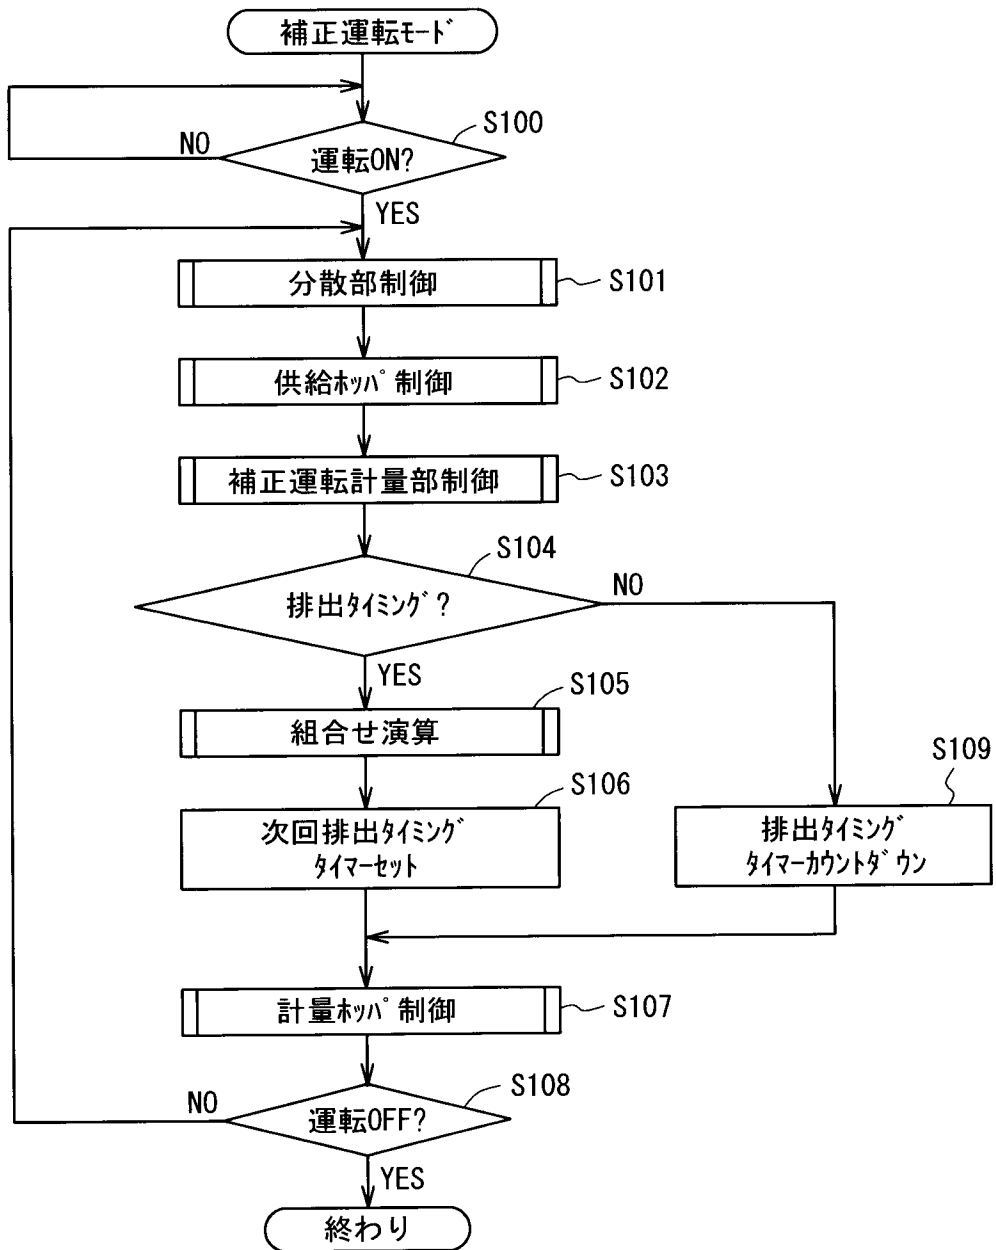 補正運転ﾓｰﾄﾞ
S100
NO
運転ON?
YES
分散部制御
S101
供給ﾎｯﾊﾟ制御
S102
補正運転計量部制御
S103
S104
排出ﾀｲﾐﾝｸﾞ?
NO
YES
S105
組合せ演算
S106
次回排出ﾀｲﾐﾝｸﾞ
ﾀｲﾏｰｾｯﾄ
S109
排出ﾀｲﾐﾝｸﾞ
ﾀｲﾏｰｶｳﾝﾄﾀﾞｳﾝ
計量ﾎｯﾊﾟ制御
S107
S108
NO
運転OFF?
YES
終わり